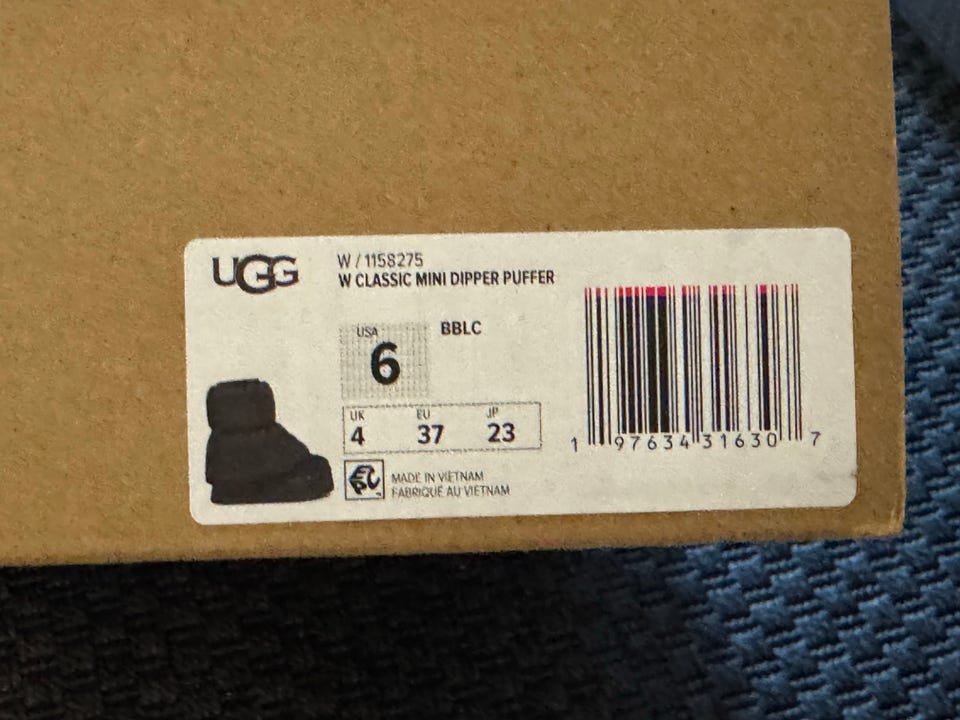 UGG
W / 1158275
W CLASSIC MINI DIPPER PUFFER
USA
6
BBLC
UK EU JP
4 37 23
MADE IN VIETNAM
FABRIQUÉ AU VIETNAM
1 97634 31630 7